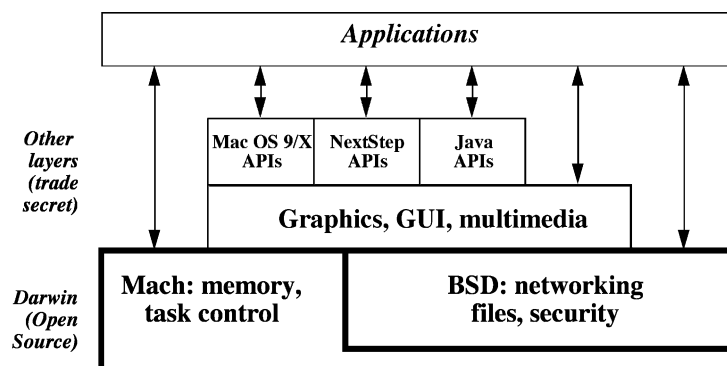 Applications
Other
layers
(trade
secret)
Mac OS 9/X
APIs
NextStep
APIs
Java
APIs
Graphics, GUI, multimedia
Darwin
(Open
Source)
Mach: memory,
task control
BSD: networking
files, security